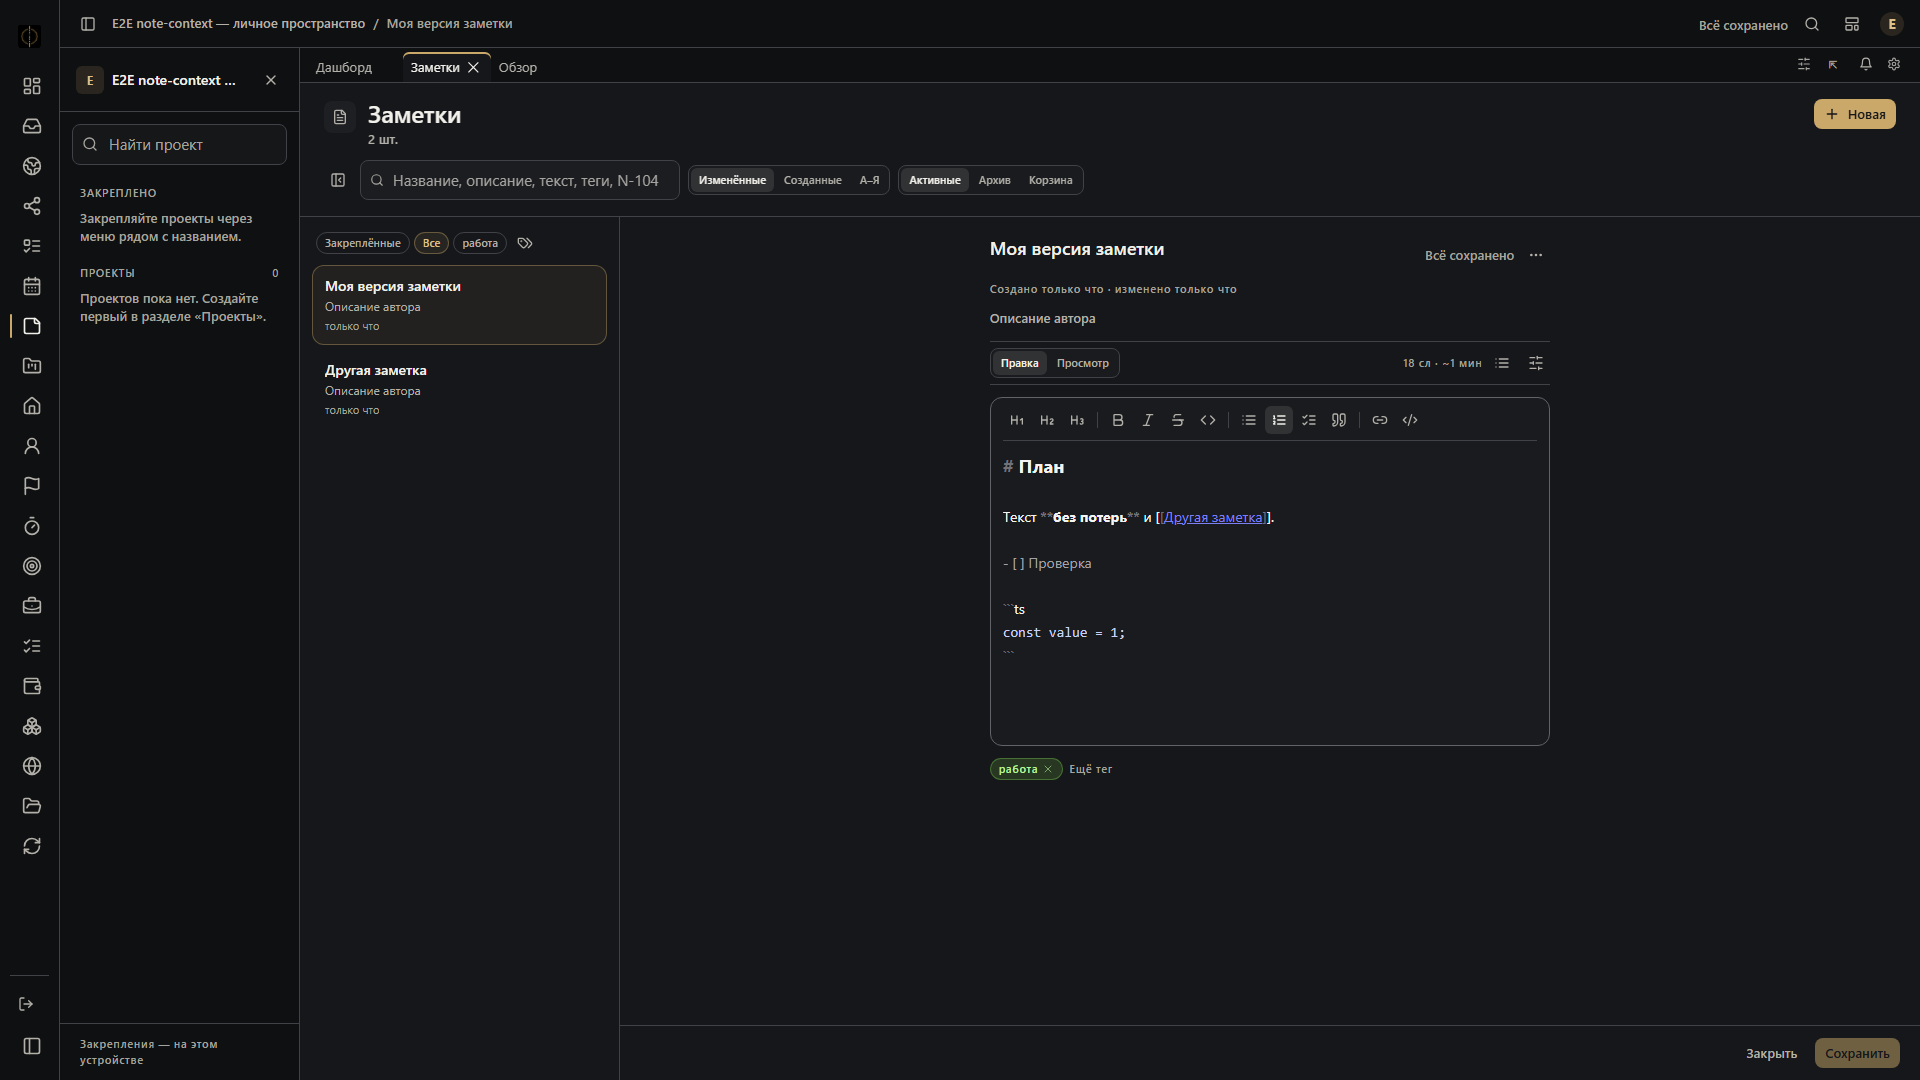 E2E note-context — личное пространство / Моя версия заметки
Всё сохранено
E
E
E2E note-context ...
Найти проект
ЗАКРЕПЛЕНО
Закрепляйте проекты через
меню рядом с названием.
ПРОЕКТЫ 0
Проектов пока нет. Создайте
первый в разделе «Проекты».
Закрепления — на этом
устройстве
Дашборд
Заметки
Обзор
Заметки
2 шт.
Новая
Название, описание, текст, теги, N-104
Изменённые Созданные А–Я
Активные Архив Корзина
Закреплённые Все работа
Моя версия заметки
Описание автора
только что
Другая заметка
Описание автора
только что
Моя версия заметки
Всё сохранено
Создано только что · изменено только что
Описание автора
Правка Просмотр
18 сл · ~1 мин
H1 H2 H3
# План
Текст **без потерь** и [[Другая заметка]].
- [ ] Проверка
```ts
const value = 1;
```
работа
Ещё тег
Закрыть
Сохранить